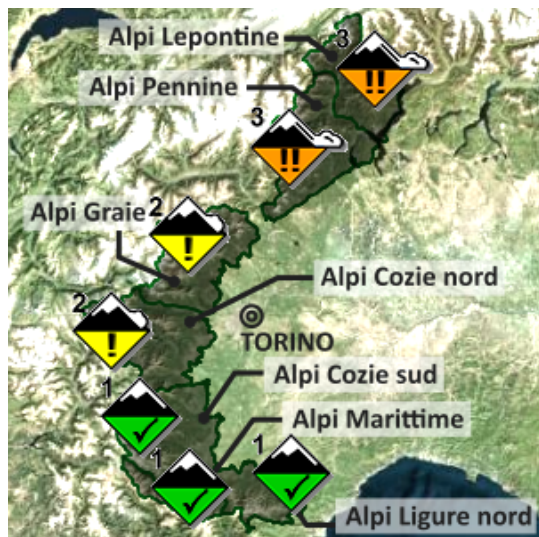 Alpi Lepontine
3
Alpi Pennine
3
!!
!!
Alpi Graie
2
!
Alpi Cozie nord
2
!
TORINO
Alpi Cozie sud
1
Alpi Marittime
1
1
Alpi Ligure nord